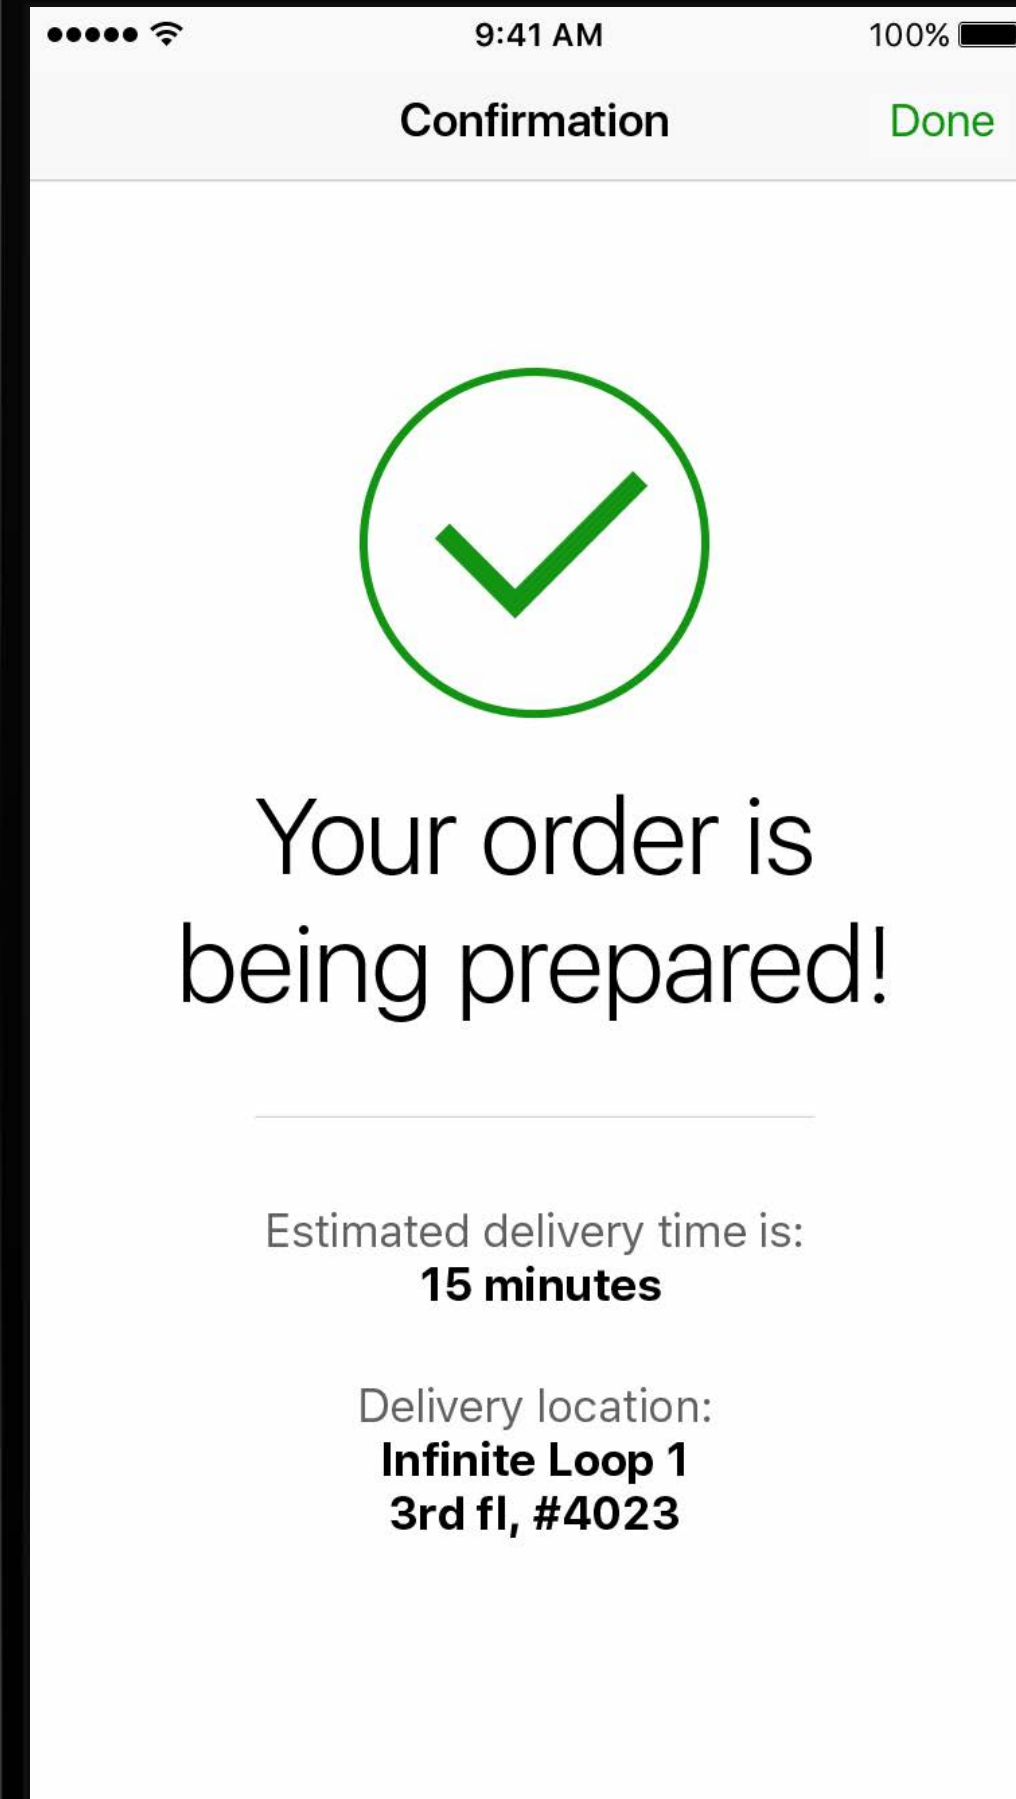 9:41 AM
100%
Confirmation
Done
Your order is
being prepared!
Estimated delivery time is:
15 minutes
Delivery location:
Infinite Loop 1
3rd fl, #4023